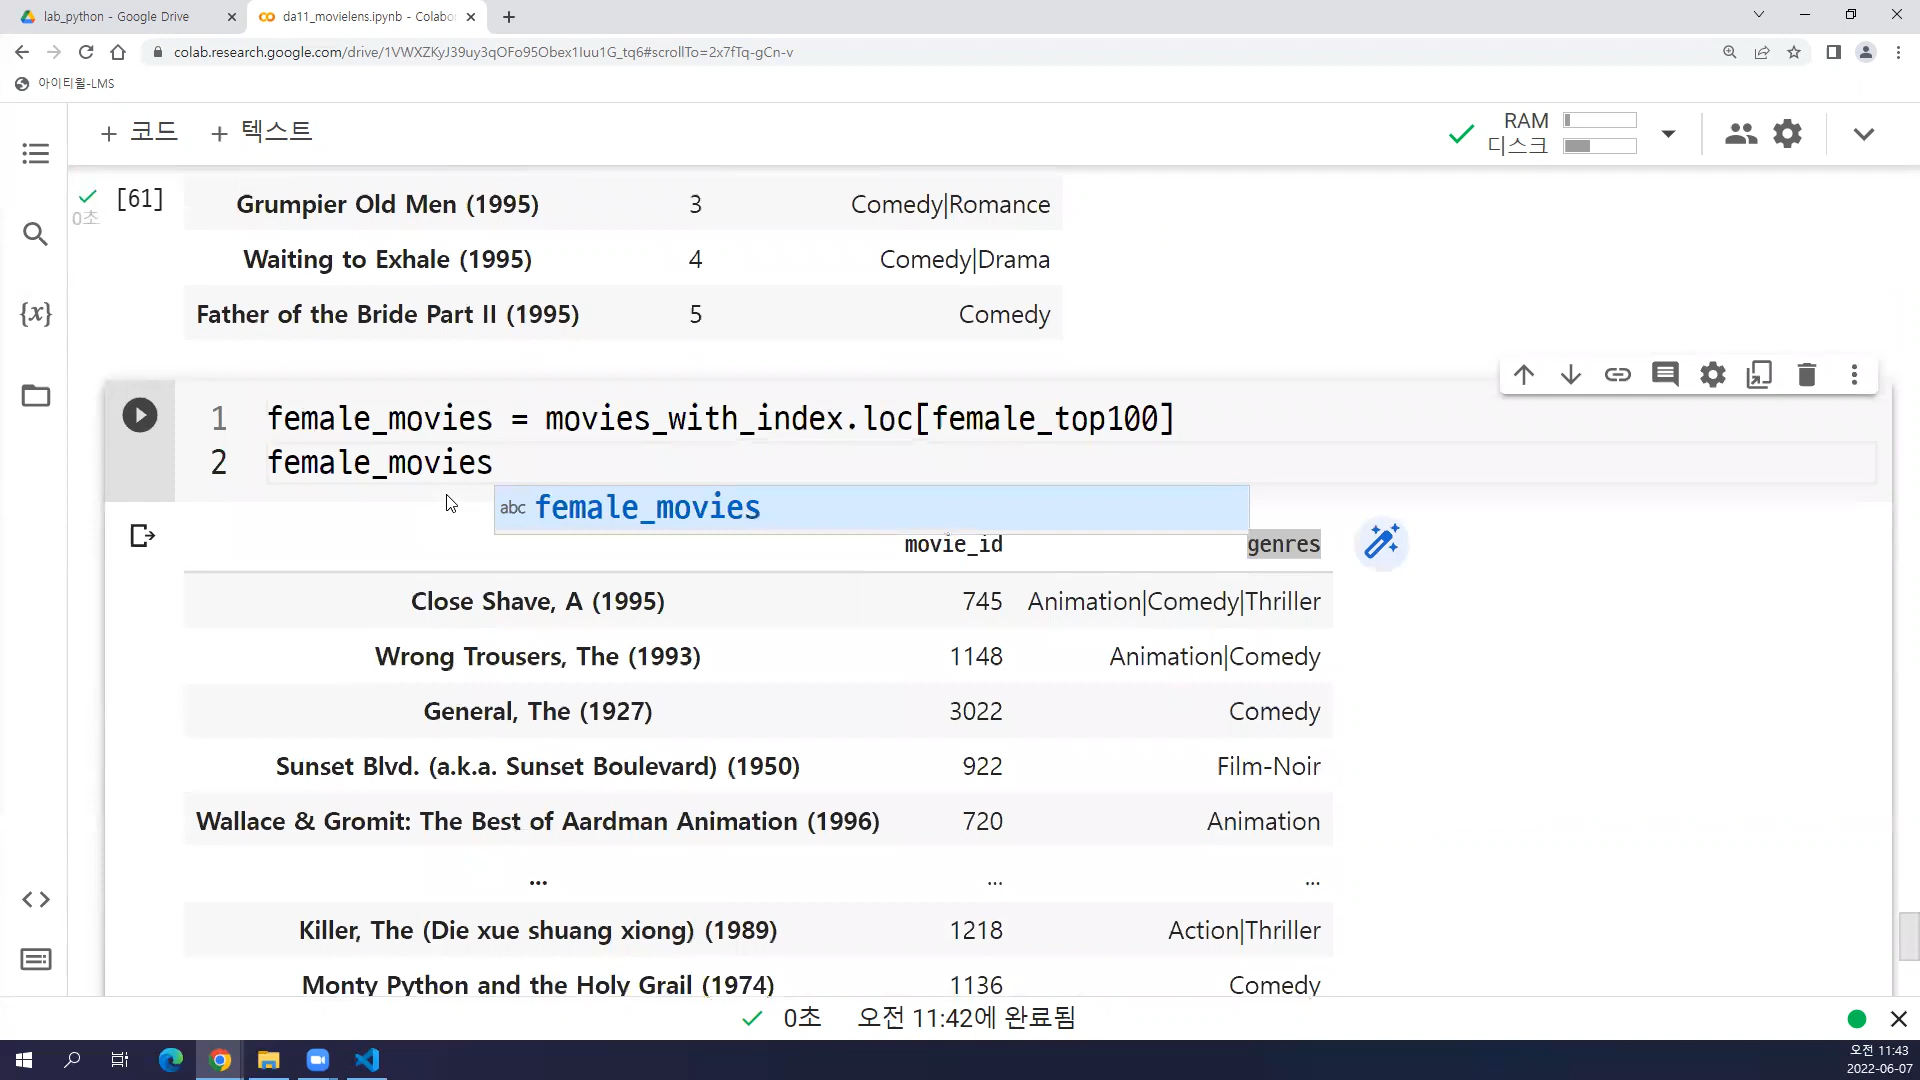 lab_python - Google Drive
da11_movielens.ipynb - Colabo
colab.research.google.com/drive/1VWXZKyJ39uy3qOFo95Obex1Iuu1G_tq6#scrollTo=2x7fTq-gCn-v
아이티윌-LMS
+ 코드 + 텍스트
RAM
디스크
[61]
0초
Grumpier Old Men (1995) 3 Comedy|Romance
Waiting to Exhale (1995) 4 Comedy|Drama
Father of the Bride Part II (1995) 5 Comedy
{x}
1 female_movies = movies_with_index.loc[female_top100]
2 female_movies
abc female_movies
movie_id genres
Close Shave, A (1995) 745 Animation|Comedy|Thriller
Wrong Trousers, The (1993) 1148 Animation|Comedy
General, The (1927) 3022 Comedy
Sunset Blvd. (a.k.a. Sunset Boulevard) (1950) 922 Film-Noir
Wallace & Gromit: The Best of Aardman Animation (1996) 720 Animation
... ... ...
Killer, The (Die xue shuang xiong) (1989) 1218 Action|Thriller
Monty Python and the Holy Grail (1974) 1136 Comedy
0초 오전 11:42에 완료됨
오전 11:43
2022-06-07